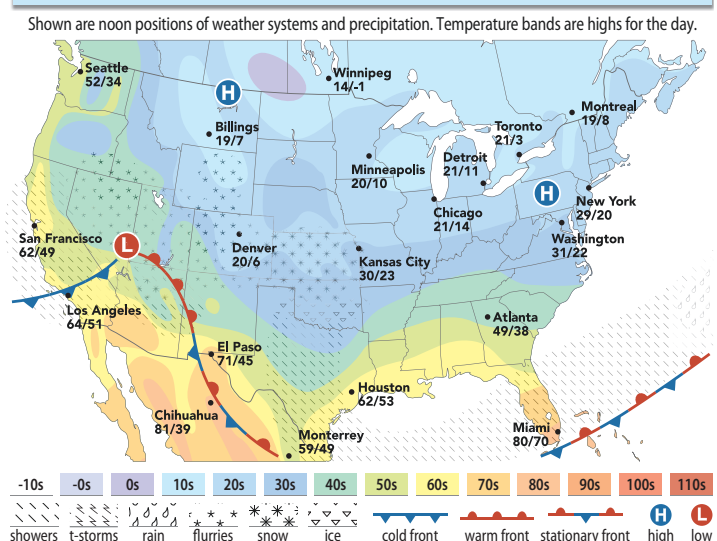 Shown are noon positions of weather systems and precipitation. Temperature bands are highs for the day.
Seattle
52/34
H
Winnipeg
14/-1
Billings
19/7
Montreal
19/8
Toronto
21/3
Minneapolis
20/10
Detroit
21/11
H
New York
29/20
Chicago
21/14
San Francisco
62/49
L
Denver
20/6
Kansas City
30/23
Washington
31/22
Los Angeles
64/51
Atlanta
49/38
El Paso
71/45
Houston
62/53
Chihuahua
81/39
Monterrey
59/49
Miami
80/70
-10s -0s 0s 10s 20s 30s 40s 50s 60s 70s 80s 90s 100s 110s
H L
showers t-storms rain flurries snow ice cold front warm front stationary front high low